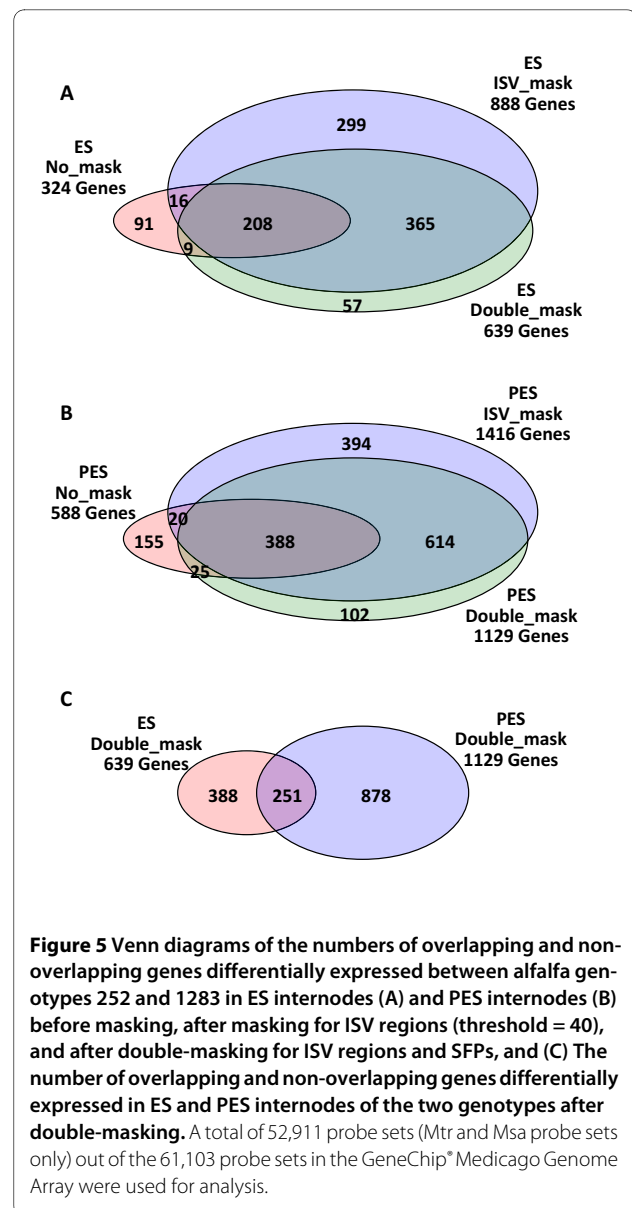 A
ES
ISV_mask
888 Genes
299
ES
No_mask
324 Genes
16
91
208
365
9
57
ES
Double_mask
639 Genes
B
PES
ISV_mask
1416 Genes
394
PES
No_mask
588 Genes
20
155
388
614
25
102
PES
Double_mask
1129 Genes
C
ES
Double_mask
639 Genes
PES
Double_mask
1129 Genes
388
251
878
Figure 5 Venn diagrams of the numbers of overlapping and non-
overlapping genes differentially expressed between alfalfa gen-
otypes 252 and 1283 in ES internodes (A) and PES internodes (B)
before masking, after masking for ISV regions (threshold = 40),
and after double-masking for ISV regions and SFPs, and (C) The
number of overlapping and non-overlapping genes differentially
expressed in ES and PES internodes of the two genotypes after
double-masking. A total of 52,911 probe sets (Mtr and Msa probe sets
only) out of the 61,103 probe sets in the GeneChip® Medicago Genome
Array were used for analysis.